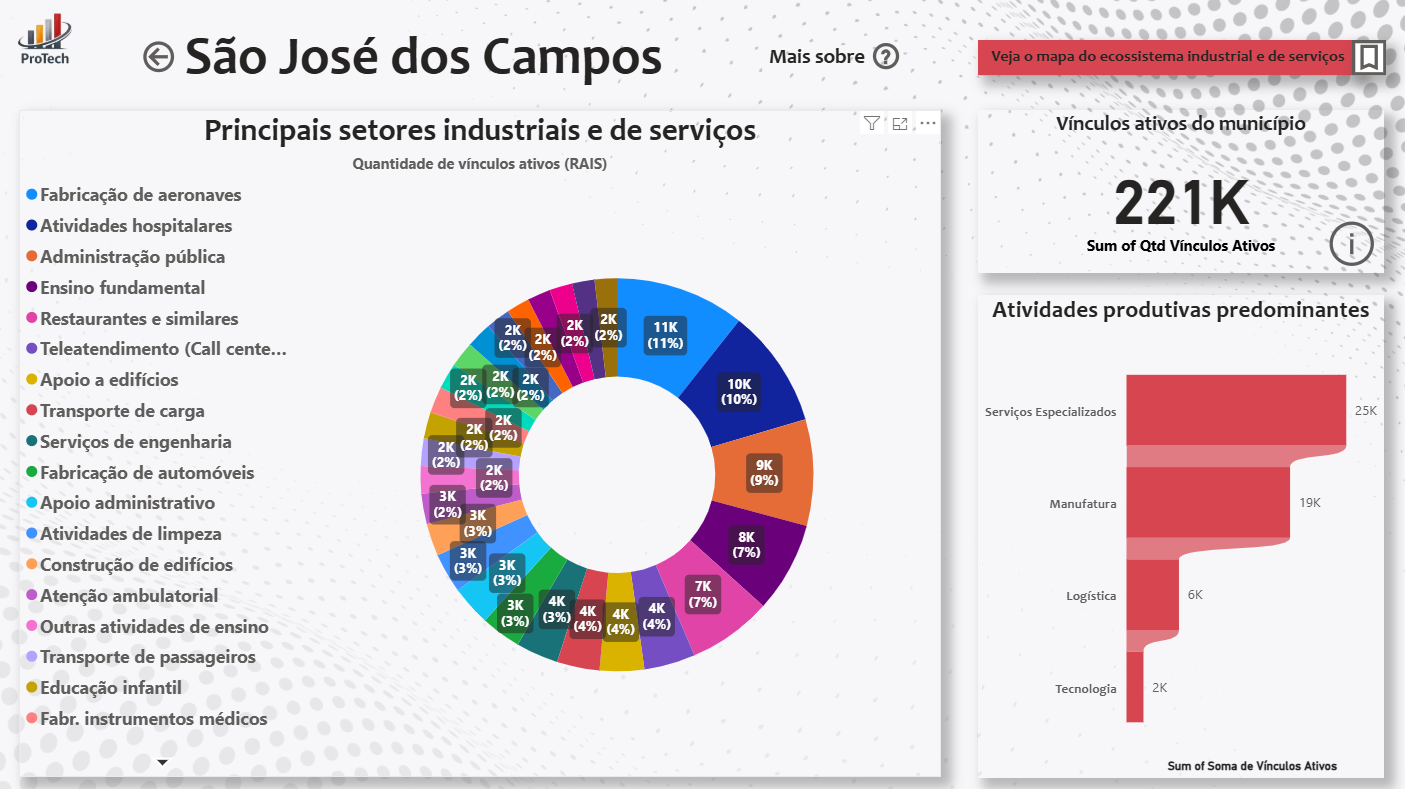 ProTech
São José dos Campos
Mais sobre
?
Veja o mapa do ecossistema industrial e de serviços
Principais setores industriais e de serviços
Quantidade de vínculos ativos (RAIS)
Fabricação de aeronaves
Atividades hospitalares
Administração pública
Ensino fundamental
Restaurantes e similares
Teleatendimento (Call cente...
Apoio a edifícios
Transporte de carga
Serviços de engenharia
Fabricação de automóveis
Apoio administrativo
Atividades de limpeza
Construção de edifícios
Atenção ambulatorial
Outras atividades de ensino
Transporte de passageiros
Educação infantil
Fabr. instrumentos médicos
11K
(11%)
10K
(10%)
9K
(9%)
8K
(7%)
7K
(7%)
4K
(4%)
4K
(4%)
4K
(4%)
4K
(3%)
3K
(3%)
3K
(3%)
3K
(3%)
3K
(3%)
3K
(2%)
2K
(2%)
2K
(2%)
2K
(2%)
2K
(2%)
2K
(2%)
2K
(2%)
2K
(2%)
2K
(2%)
2K
(2%)
2K
(2%)
2K
(2%)
Vínculos ativos do município
221K
Sum of Qtd Vínculos Ativos
i
Atividades produtivas predominantes
Serviços Especializados
25K
Manufatura
19K
Logística
6K
Tecnologia
2K
Sum of Soma de Vínculos Ativos